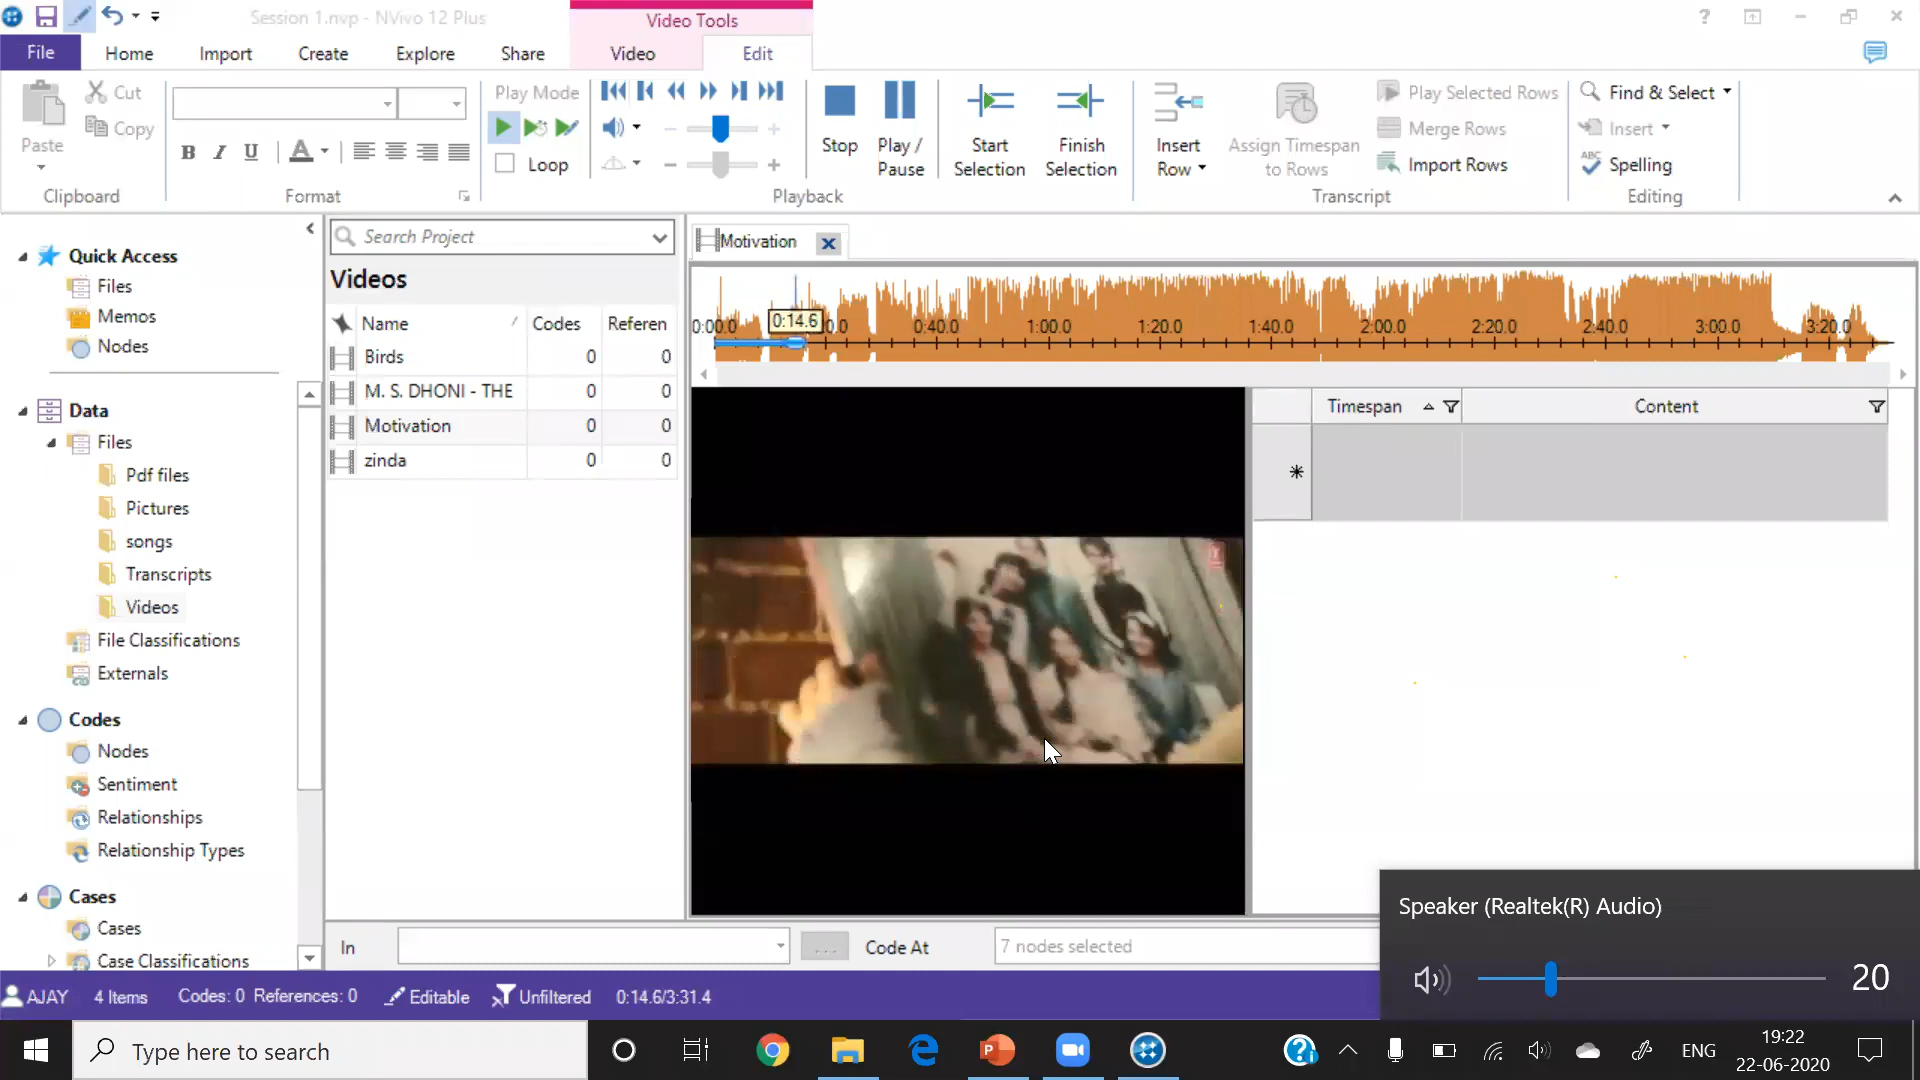 Session 1.nvp - NVivo 12 Plus
Video Tools
File Home Import Create Explore Share Video Edit
Paste Cut Copy
Clipboard
B I U A
Format
Play Mode
Loop
Stop
Play / Pause
Start Selection
Finish Selection
Playback
Insert Row
Assign Timespan to Rows
Play Selected Rows
Merge Rows
Import Rows
Transcript
Find & Select
Insert
ABC Spelling
Editing
Quick Access
Files
Memos
Nodes
Data
Files
Pdf files
Pictures
songs
Transcripts
Videos
File Classifications
Externals
Codes
Nodes
Sentiment
Relationships
Relationship Types
Cases
Cases
Case Classifications
Search Project
Videos
Name Codes Referen
Birds 0 0
M. S. DHONI - THE 0 0
Motivation 0 0
zinda 0 0
Motivation
0:00.0 0:14.6 0.0 0:40.0 1:00.0 1:20.0 1:40.0 2:00.0 2:20.0 2:40.0 3:00.0 3:20.0
Timespan Content
In ... Code At 7 nodes selected
Speaker (Realtek(R) Audio)
20
AJAY 4 Items Codes: 0 References: 0 Editable Unfiltered 0:14.6/3:31.4
Type here to search
ENG
19:22
22-06-2020